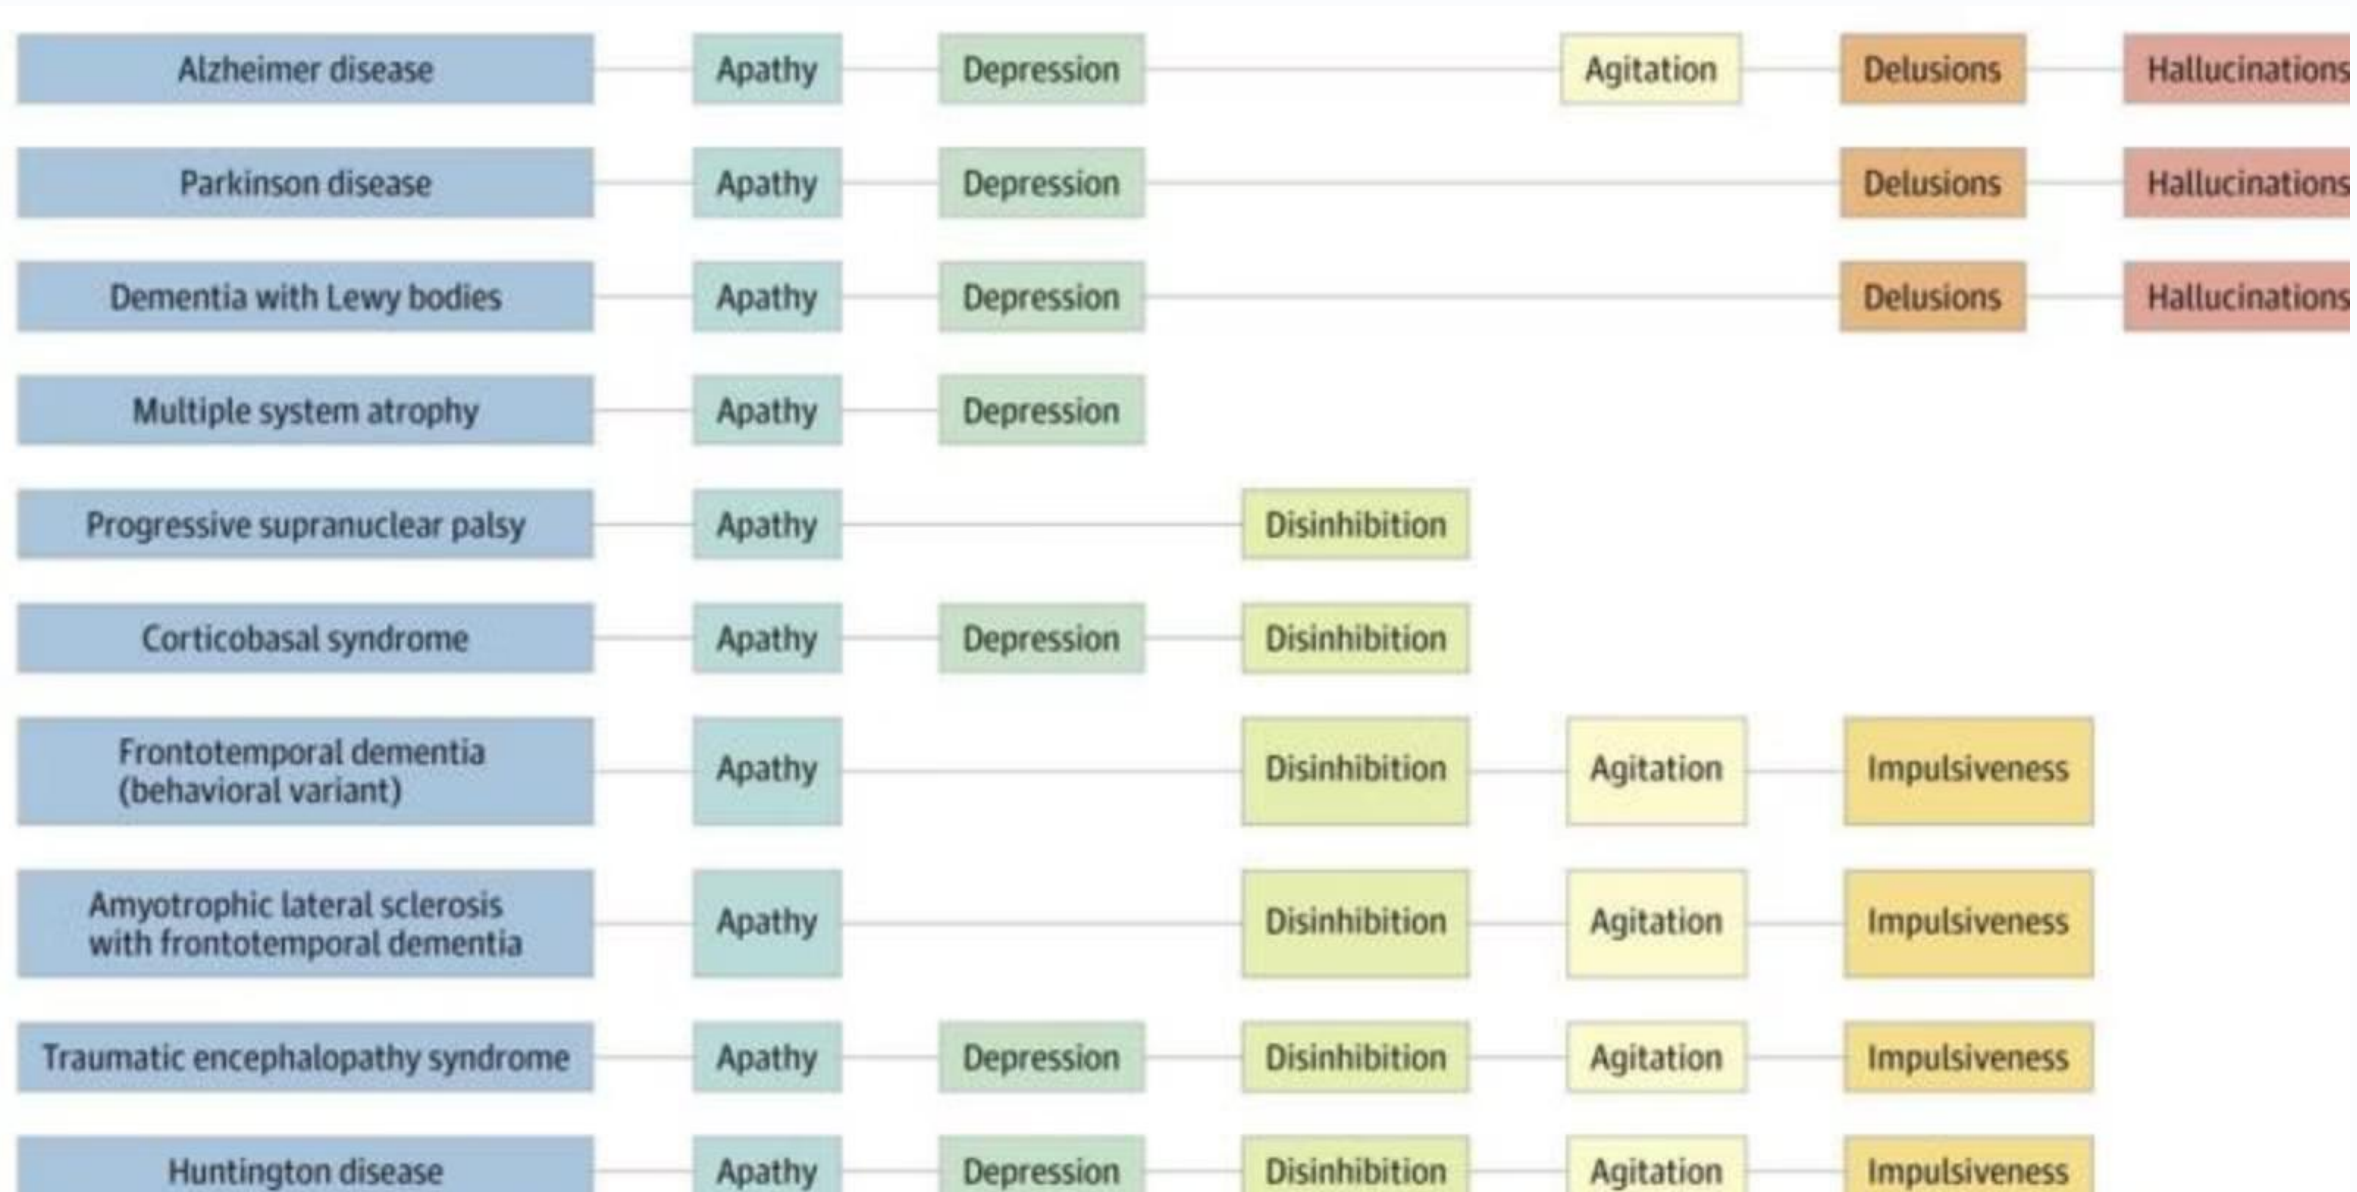 Alzheimer disease Apathy Depression Agitation Delusions Hallucinations
Parkinson disease Apathy Depression Delusions Hallucinations
Dementia with Lewy bodies Apathy Depression Delusions Hallucinations
Multiple system atrophy Apathy Depression
Progressive supranuclear palsy Apathy Disinhibition
Corticobasal syndrome Apathy Depression Disinhibition
Frontotemporal dementia
(behavioral variant) Apathy Disinhibition Agitation Impulsiveness
Amyotrophic lateral sclerosis
with frontotemporal dementia Apathy Disinhibition Agitation Impulsiveness
Traumatic encephalopathy syndrome Apathy Depression Disinhibition Agitation Impulsiveness
Huntington disease Apathy Depression Disinhibition Agitation Impulsiveness